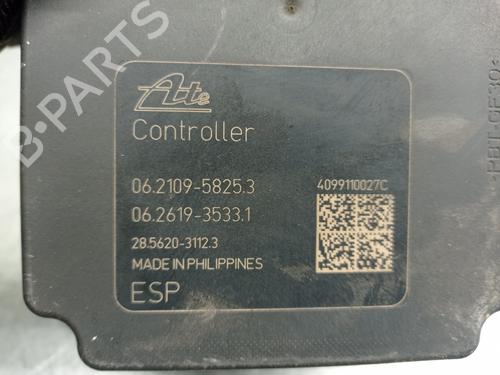 Ate
Controller
06.2109-5825.3
4099110027C
06.2619-3533.1
28.5620-3112.3
MADE IN PHILIPPINES
ESP
B-PARTS